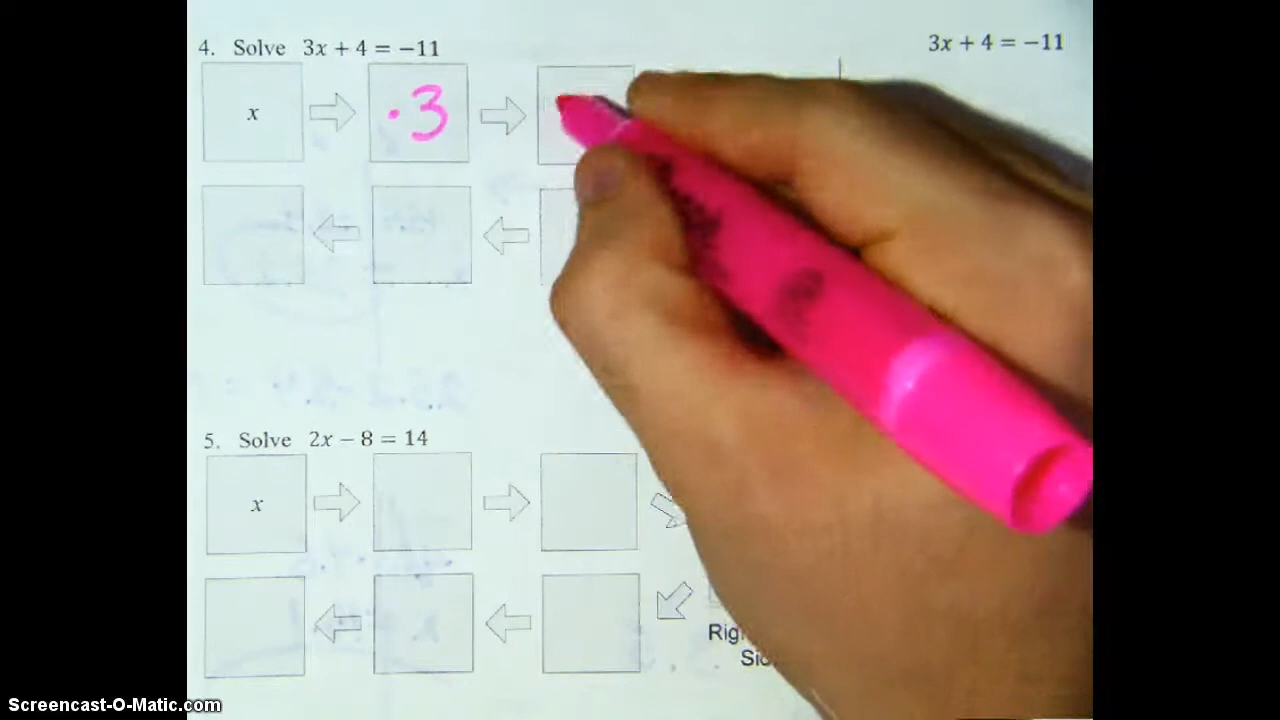 4. Solve 3x + 4 = −11
3x + 4 = −11
x
·3
5. Solve 2x − 8 = 14
x
Screencast-O-Matic.com